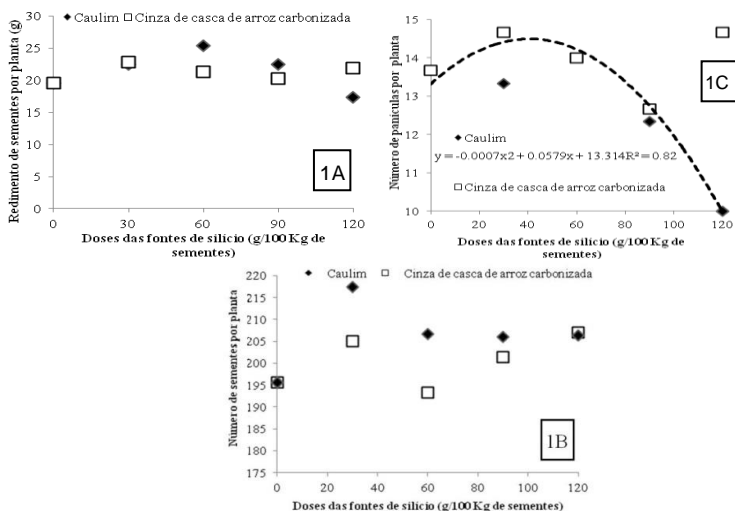 Caulim Cinza de casca de arroz carbonizada
Redimento de sementes por planta (g)
30
25
20
15
10
5
0
1A
0 30 60 90 120
Doses das fontes de silicio (g/100 Kg de
sementes)
Número de panículas por planta
15
14
13
12
11
10
1C
Caulim
y = -0.0007x2 + 0.0579x + 13.314R² = 0.82
Cinza de casca de arroz carbonizada
0 20 40 60 80 100 120
Doses das fontes de silicio (g/100 Kg de
sementes)
Caulim Cinza de casca de arroz carbonizada
Número de sementes por planta
220
215
210
205
200
195
190
185
180
175
1B
0 20 40 60 80 100 120
Doses das fontes de silicio (g/100 Kg de sementes)